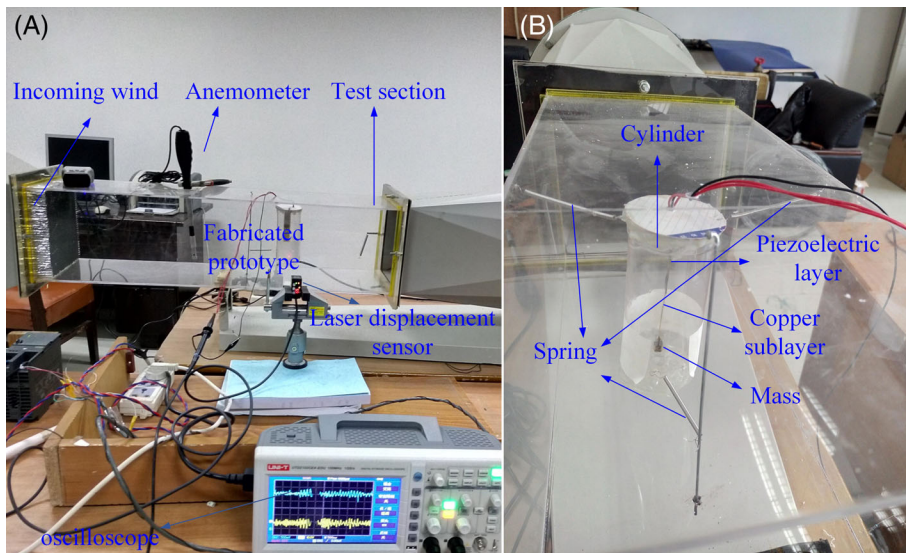 (A)
Incoming wind
Anemometer
Test section
Fabricated
prototype
Laser displacement
sensor
UNI-T
oscilloscope
(B)
Cylinder
Piezoelectric
layer
Copper
sublayer
Spring
Mass